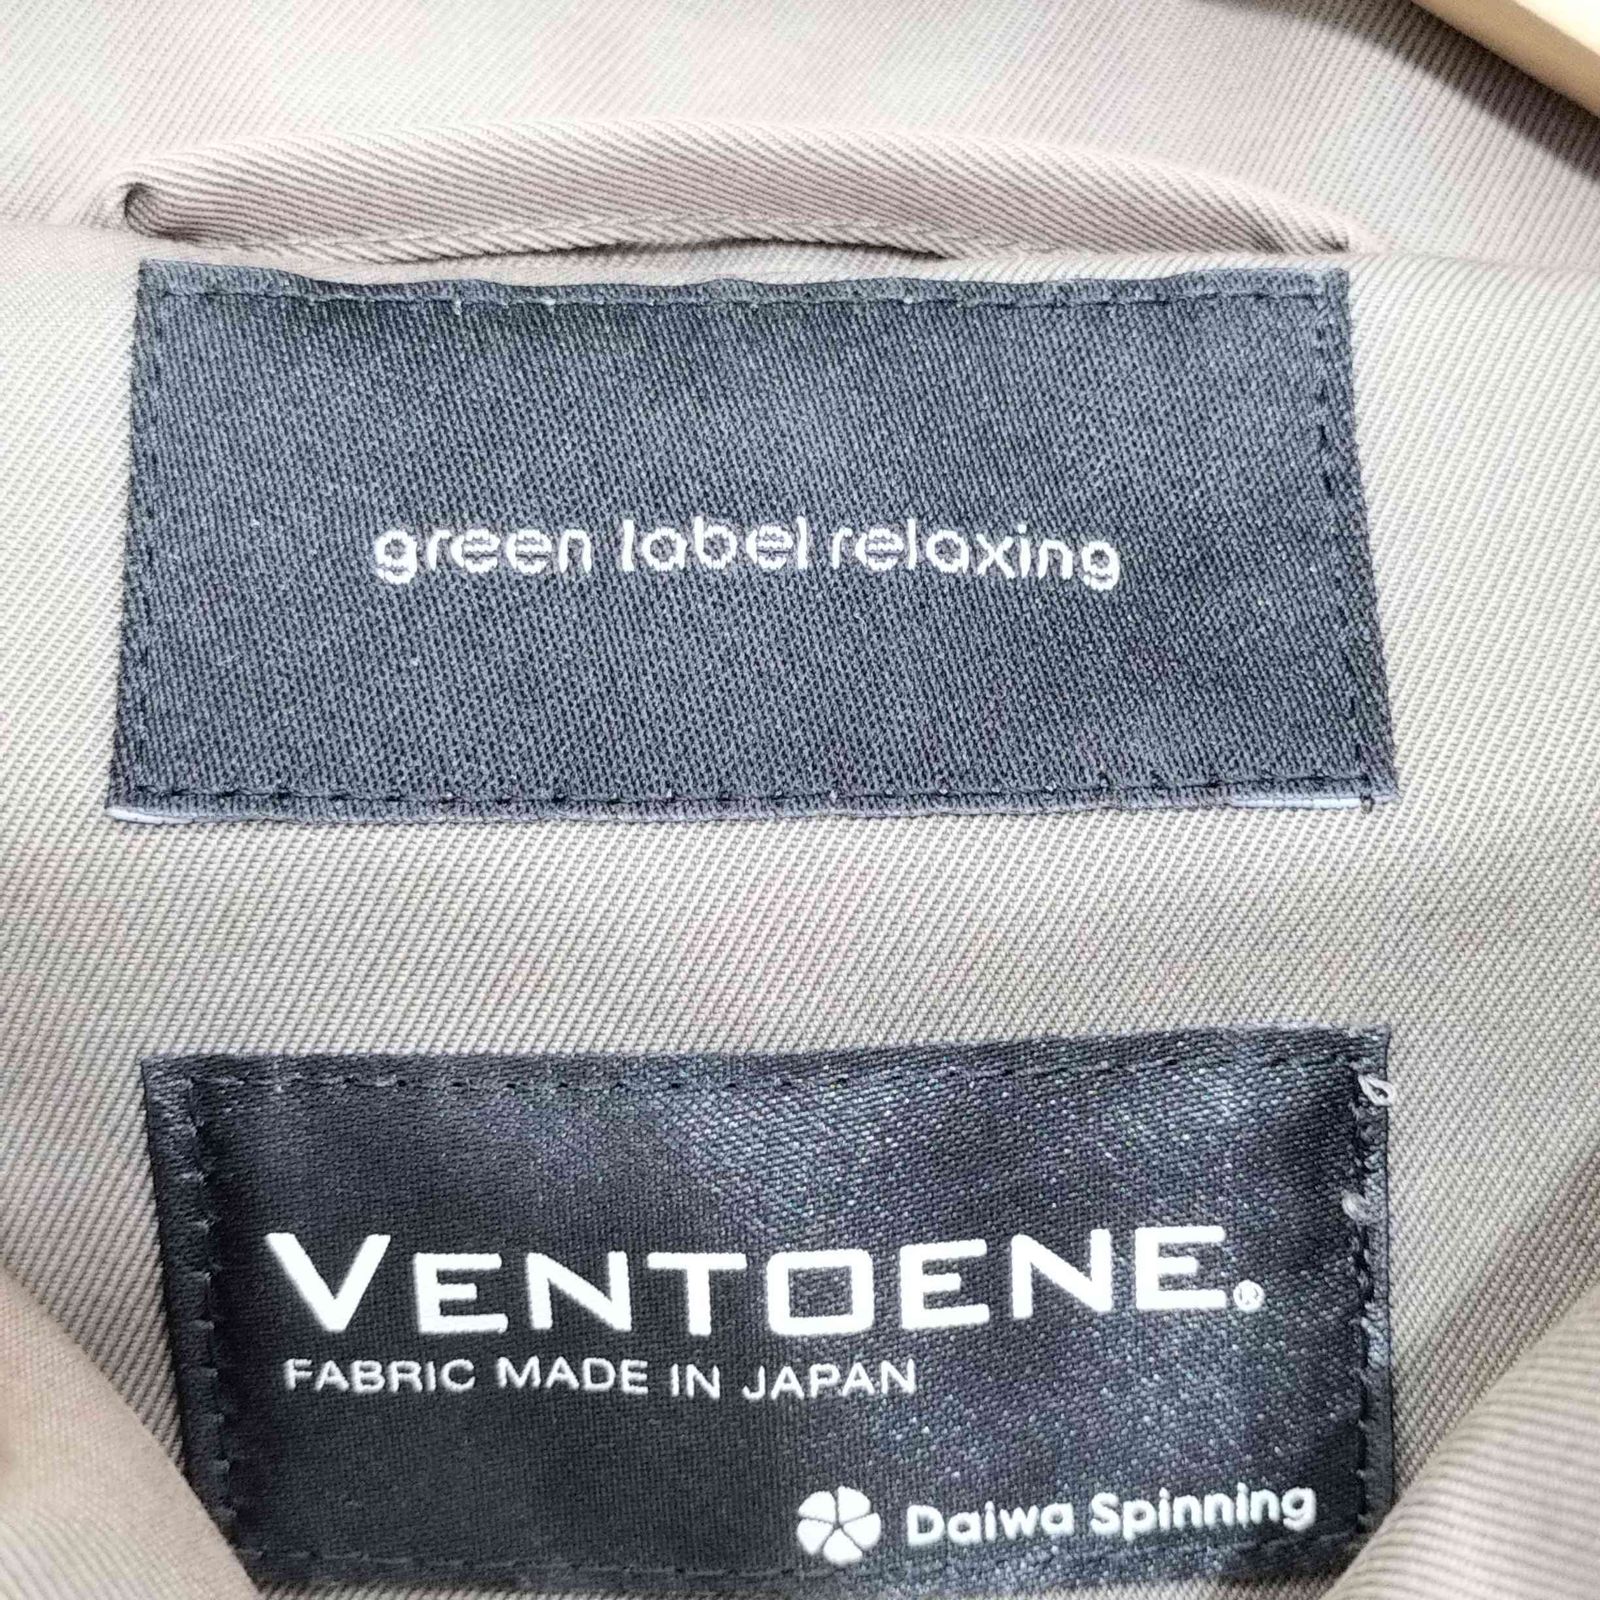 green label relaxing
VENTOENE®
FABRIC MADE IN JAPAN
Daiwa Spinning